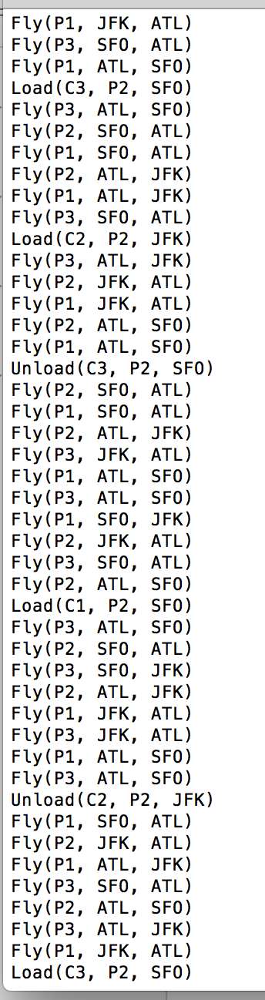 Fly(P1, JFK, ATL)
Fly(P3, SFO, ATL)
Fly(P1, ATL, SFO)
Load(C3, P2, SFO)
Fly(P3, ATL, SFO)
Fly(P2, SFO, ATL)
Fly(P1, SFO, ATL)
Fly(P2, ATL, JFK)
Fly(P1, ATL, JFK)
Fly(P3, SFO, ATL)
Load(C2, P2, JFK)
Fly(P3, ATL, JFK)
Fly(P2, JFK, ATL)
Fly(P1, JFK, ATL)
Fly(P2, ATL, SFO)
Fly(P1, ATL, SFO)
Unload(C3, P2, SFO)
Fly(P2, SFO, ATL)
Fly(P1, SFO, ATL)
Fly(P2, ATL, JFK)
Fly(P3, JFK, ATL)
Fly(P1, ATL, SFO)
Fly(P3, ATL, SFO)
Fly(P1, SFO, JFK)
Fly(P2, JFK, ATL)
Fly(P3, SFO, ATL)
Fly(P2, ATL, SFO)
Load(C1, P2, SFO)
Fly(P3, ATL, SFO)
Fly(P2, SFO, ATL)
Fly(P3, SFO, JFK)
Fly(P2, ATL, JFK)
Fly(P1, JFK, ATL)
Fly(P3, JFK, ATL)
Fly(P1, ATL, SFO)
Fly(P3, ATL, SFO)
Unload(C2, P2, JFK)
Fly(P1, SFO, ATL)
Fly(P2, JFK, ATL)
Fly(P1, ATL, JFK)
Fly(P3, SFO, ATL)
Fly(P2, ATL, SFO)
Fly(P3, ATL, JFK)
Fly(P1, JFK, ATL)
Load(C3, P2, SFO)